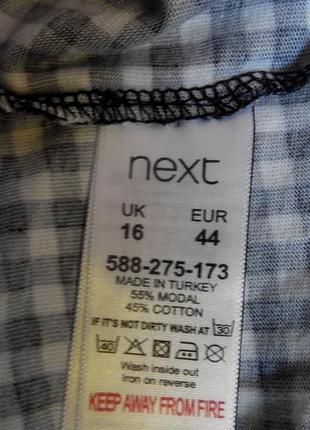 next
UK EUR
16 44
588-275-173
MADE IN TURKEY
55% MODAL
45% COTTON
IF IT'S NOT DIRTY WASH AT 30
40
Wash inside out
Iron on reverse
KEEP AWAY FROM FIRE